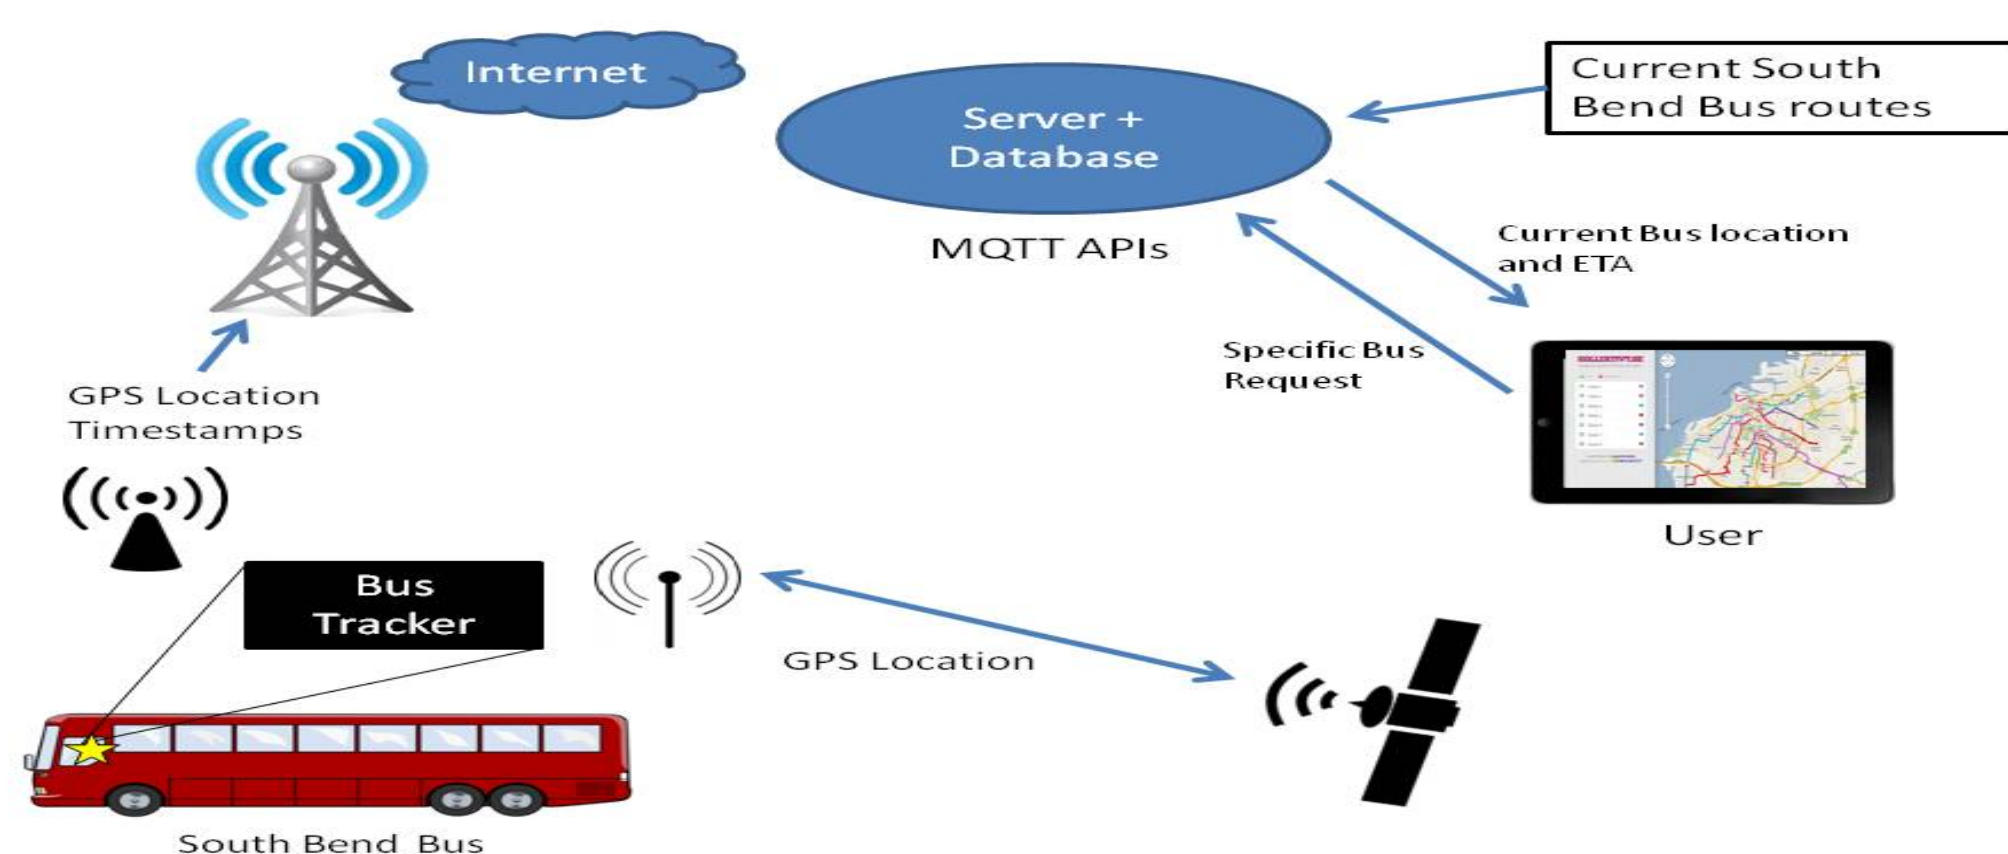 Internet
Server +
Database
MQTT APIs
Current South
Bend Bus routes
Current Bus location
and ETA
Specific Bus
Request
User
GPS Location
Timestamps
Bus
Tracker
GPS Location
South Bend Bus